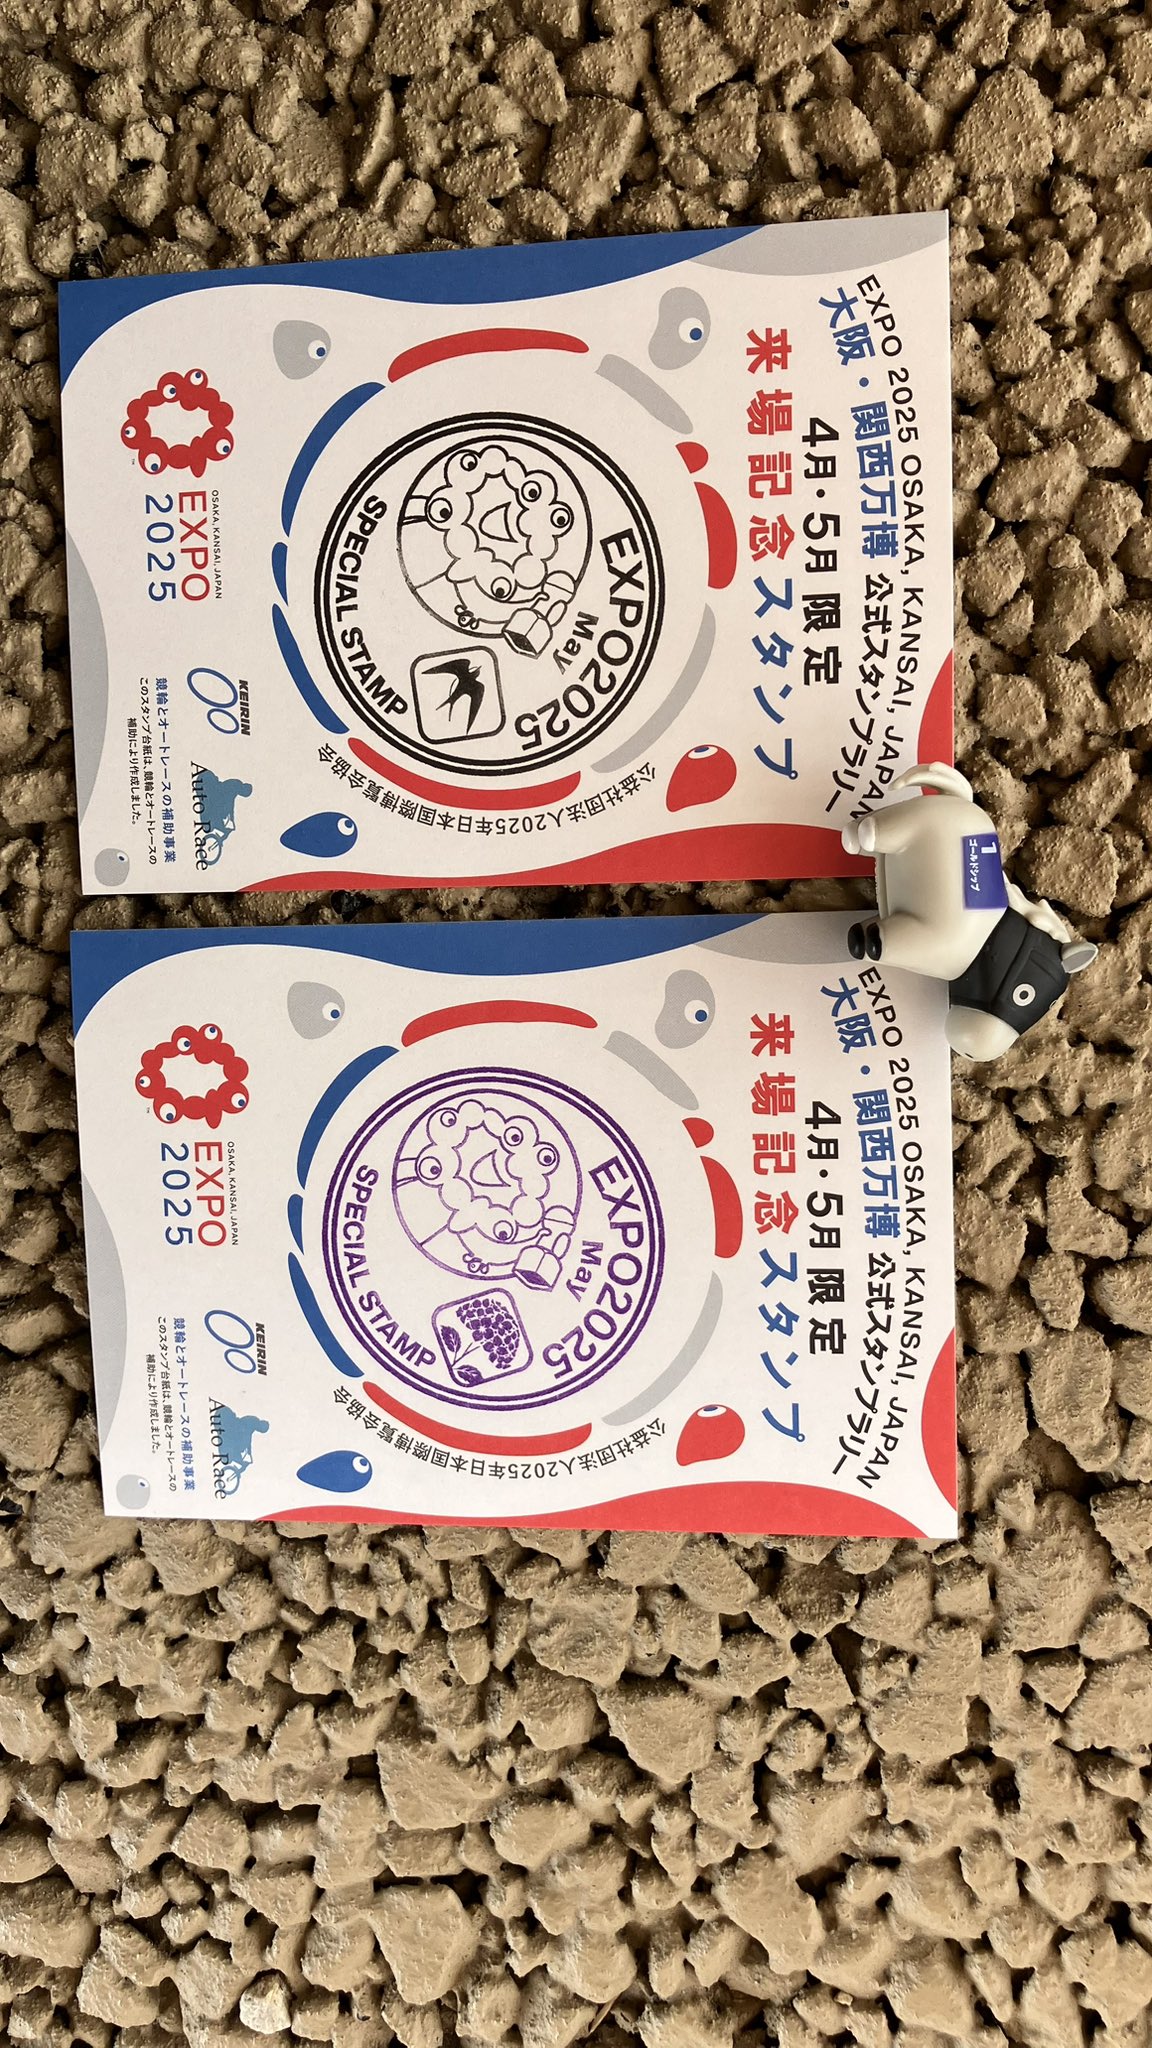 EXPO 2025 OSAKA, KANSAI, JAPAN
大阪・関西万博 公式スタンプラリー
4月・5月限定
来場記念スタンプ
EXPO2025
May
SPECIAL STAMP
公益社団法人2025年日本国際博覧会協会
OSAKA, KANSAI, JAPAN
EXPO
2025
KEIRIN
Auto Race
競輪とオートレースの補助事業
このスタンプ台紙は、競輪とオートレースの
補助により作成しました。
1
ゴールドシップ
EXPO 2025 OSAKA, KANSAI, JAPAN
大阪・関西万博 公式スタンプラリー
4月・5月限定
来場記念スタンプ
EXPO2025
May
SPECIAL STAMP
公益社団法人2025年日本国際博覧会協会
OSAKA, KANSAI, JAPAN
EXPO
2025
KEIRIN
Auto Race
競輪とオートレースの補助事業
このスタンプ台紙は、競輪とオートレースの
補助により作成しました。